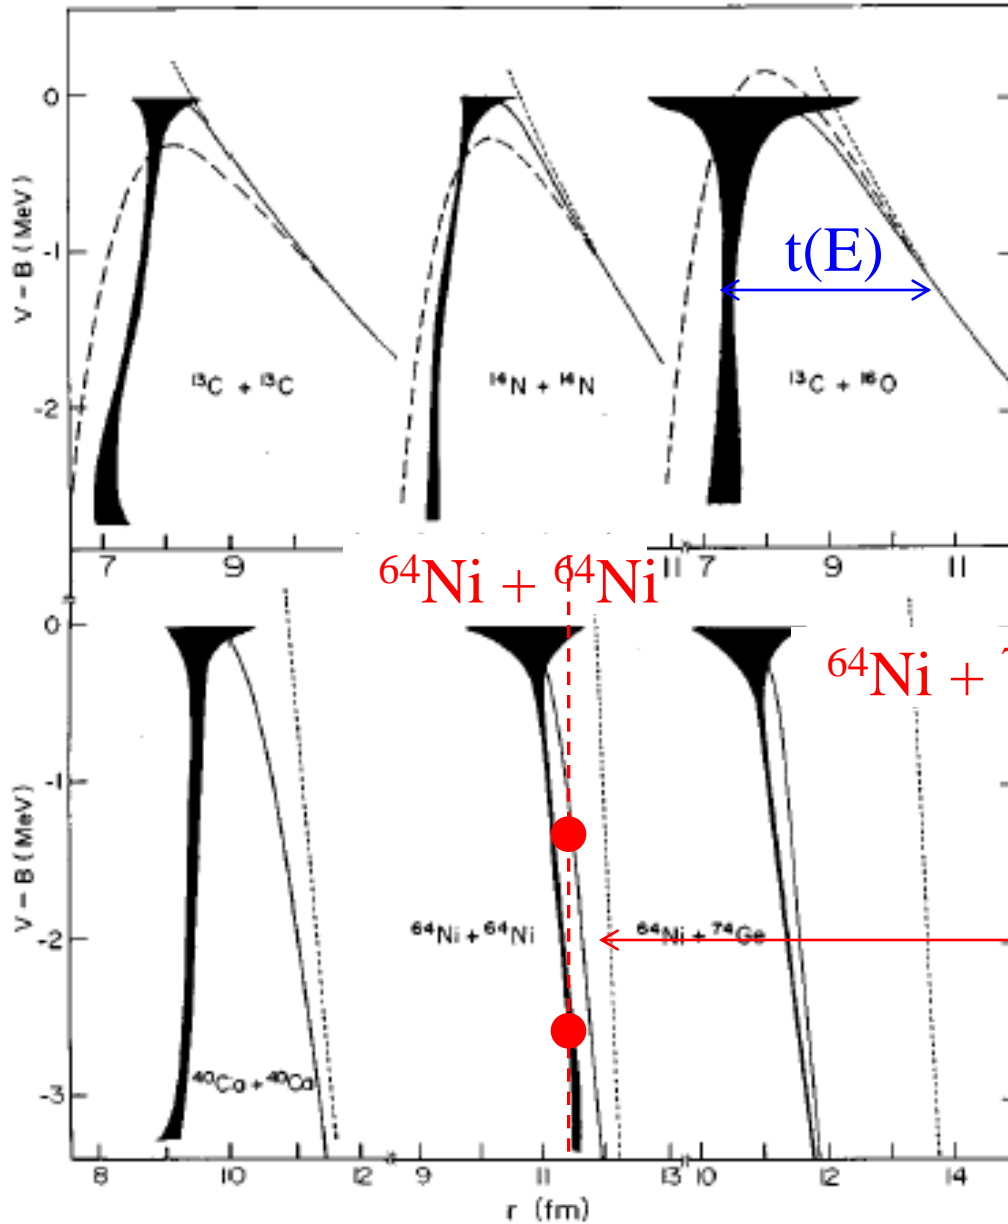 0
-1
-2
V - B (MeV)
t(E)
¹³C + ¹³C
¹⁴N + ¹⁴N
¹³C + ¹⁶O
7 9 11 7 9 11
⁶⁴Ni + ⁶⁴Ni
⁶⁴Ni + ⁷
0
-1
-2
-3
V - B (MeV)
⁴⁰Ca + ⁴⁰Ca
⁶⁴Ni + ⁶⁴Ni
⁶⁴Ni + ⁷⁴Ge
8 10 12 9 11 13 10 12 14
r (fm)